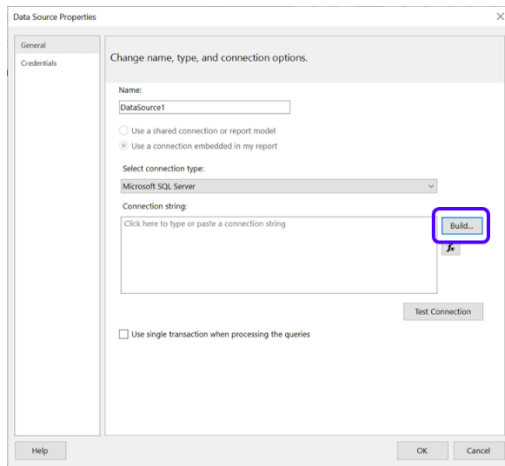 Data Source Properties
General
Credentials
Change name, type, and connection options.
Name:
DataSource1
Use a shared connection or report model
Use a connection embedded in my report
Select connection type:
Microsoft SQL Server
Connection string:
Click here to type or paste a connection string
Build...
fx
Test Connection
Use single transaction when processing the queries
Help
OK
Cancel